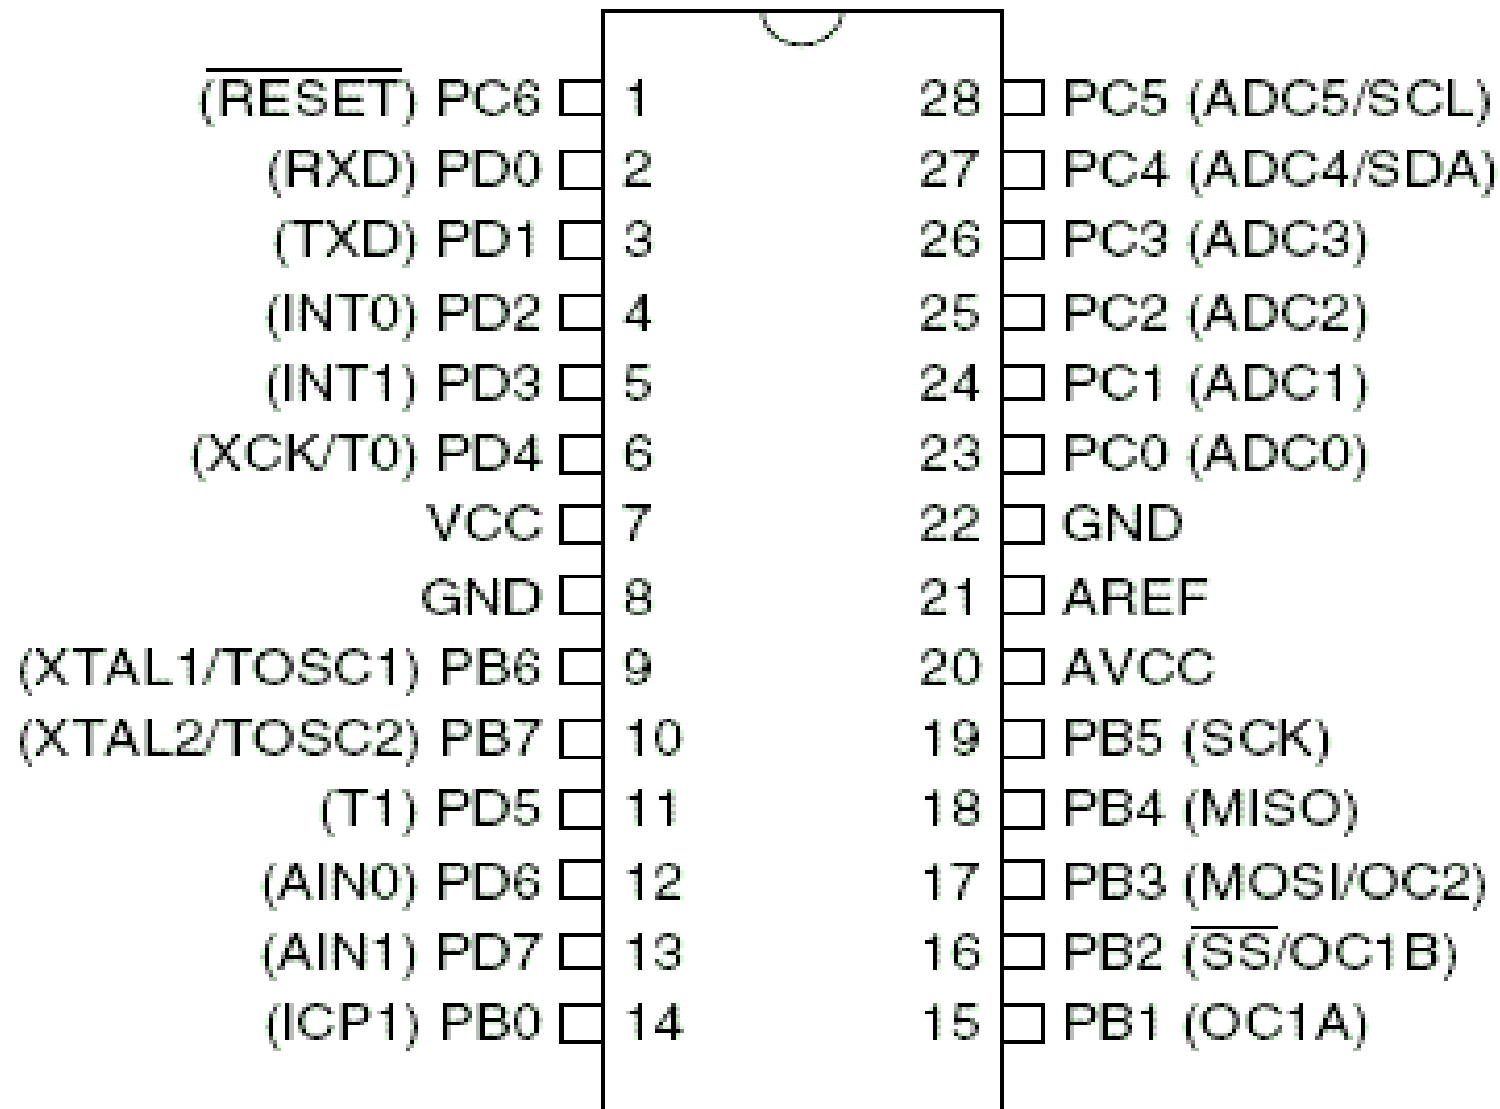 (RESET) PC6 1 28 PC5 (ADC5/SCL)
(RXD) PD0 2 27 PC4 (ADC4/SDA)
(TXD) PD1 3 26 PC3 (ADC3)
(INT0) PD2 4 25 PC2 (ADC2)
(INT1) PD3 5 24 PC1 (ADC1)
(XCK/T0) PD4 6 23 PC0 (ADC0)
VCC 7 22 GND
GND 8 21 AREF
(XTAL1/TOSC1) PB6 9 20 AVCC
(XTAL2/TOSC2) PB7 10 19 PB5 (SCK)
(T1) PD5 11 18 PB4 (MISO)
(AIN0) PD6 12 17 PB3 (MOSI/OC2)
(AIN1) PD7 13 16 PB2 (SS/OC1B)
(ICP1) PB0 14 15 PB1 (OC1A)